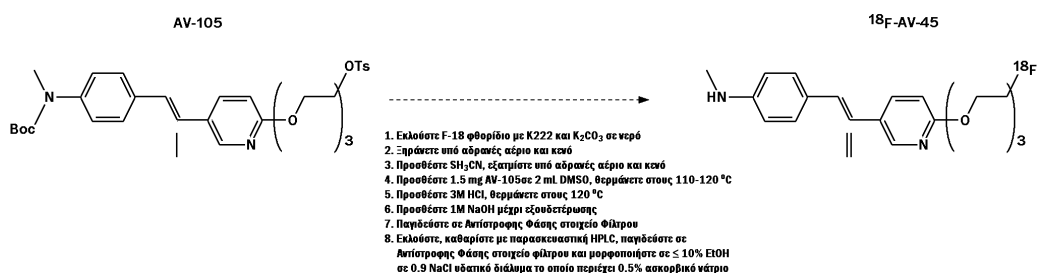 AV-105
¹⁸F-AV-45
N
Boc
I
N
O
OTs
3
HN
II
N
O
¹⁸F
3
1. Εκλούστε F-18 φθορίδιο με K222 και K₂CO₃ σε νερό
2. Ξηράνετε υπό αδρανές αέριο και κενό
3. Προσθέστε SH₃CN, εξατμίστε υπό αδρανές αέριο και κενό
4. Προσθέστε 1.5 mg AV-105σε 2 mL DMSO, θερμάνετε στους 110-120 °C
5. Προσθέστε 3M HCl, θερμάνετε στους 120 °C
6. Προσθέστε 1M NaOH μέχρι εξουδετέρωσης
7. Παγιδεύστε σε Αντίστροφης Φάσης στοιχείο Φίλτρου
8. Εκλούστε, καθαρίστε με παρασκευαστική HPLC, παγιδεύστε σε
Αντίστροφης Φάσης στοιχείο φίλτρου και μορφοποιήστε σε ≤ 10% EtOH
σε 0.9 NaCl υδατικό διάλυμα το οποίο περιέχει 0.5% ασκορβικό νάτριο